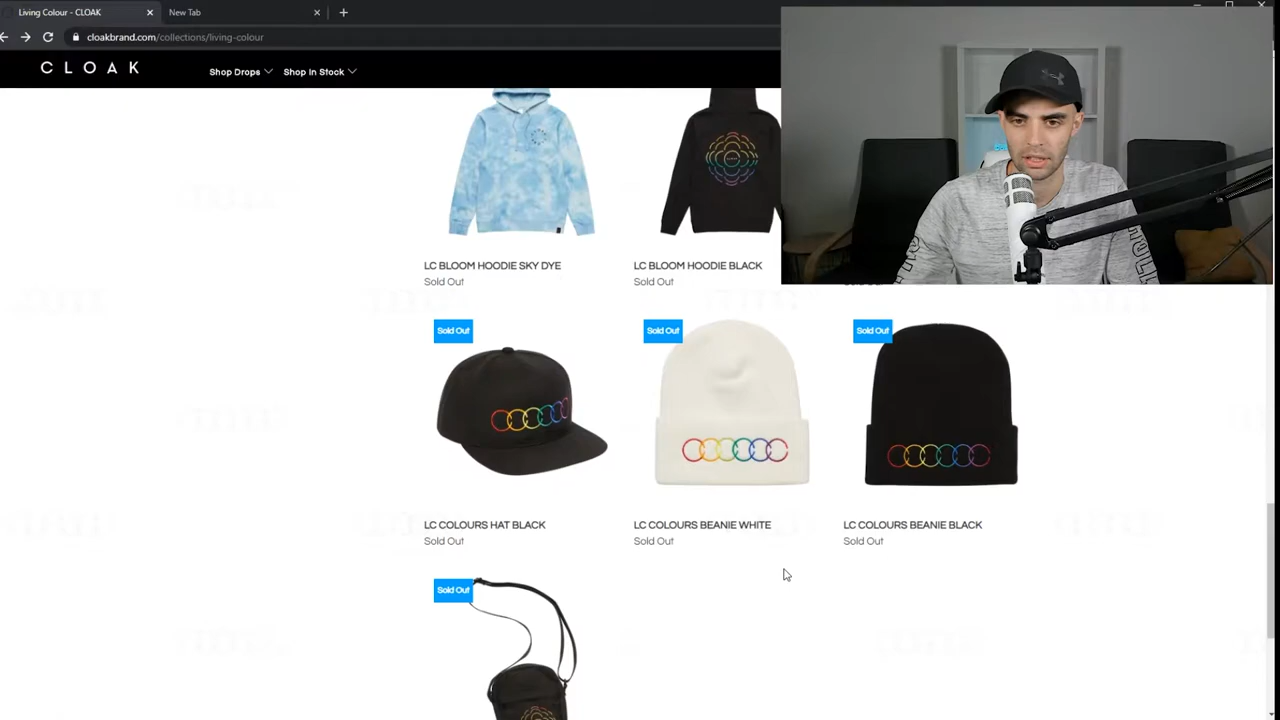 Living Colour - CLOAK
New Tab
cloakbrand.com/collections/living-colour
CLOAK
Shop Drops
Shop In Stock
LC BLOOM HOODIE SKY DYE
Sold Out
LC BLOOM HOODIE BLACK
Sold Out
Sold Out
LC COLOURS HAT BLACK
Sold Out
Sold Out
LC COLOURS BEANIE WHITE
Sold Out
Sold Out
LC COLOURS BEANIE BLACK
Sold Out
Sold Out